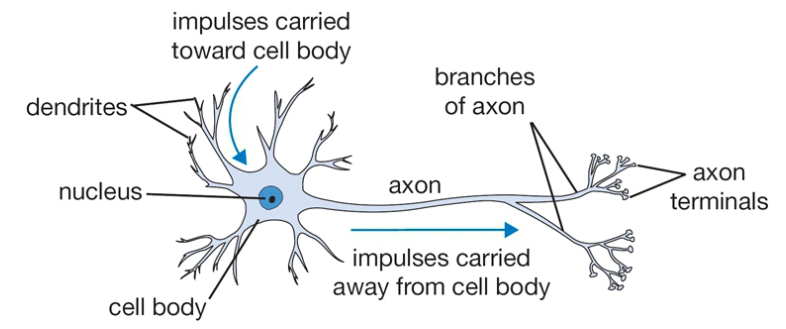 impulses carried
toward cell body
branches
of axon
dendrites
axon
terminals
nucleus
axon
impulses carried
away from cell body
cell body